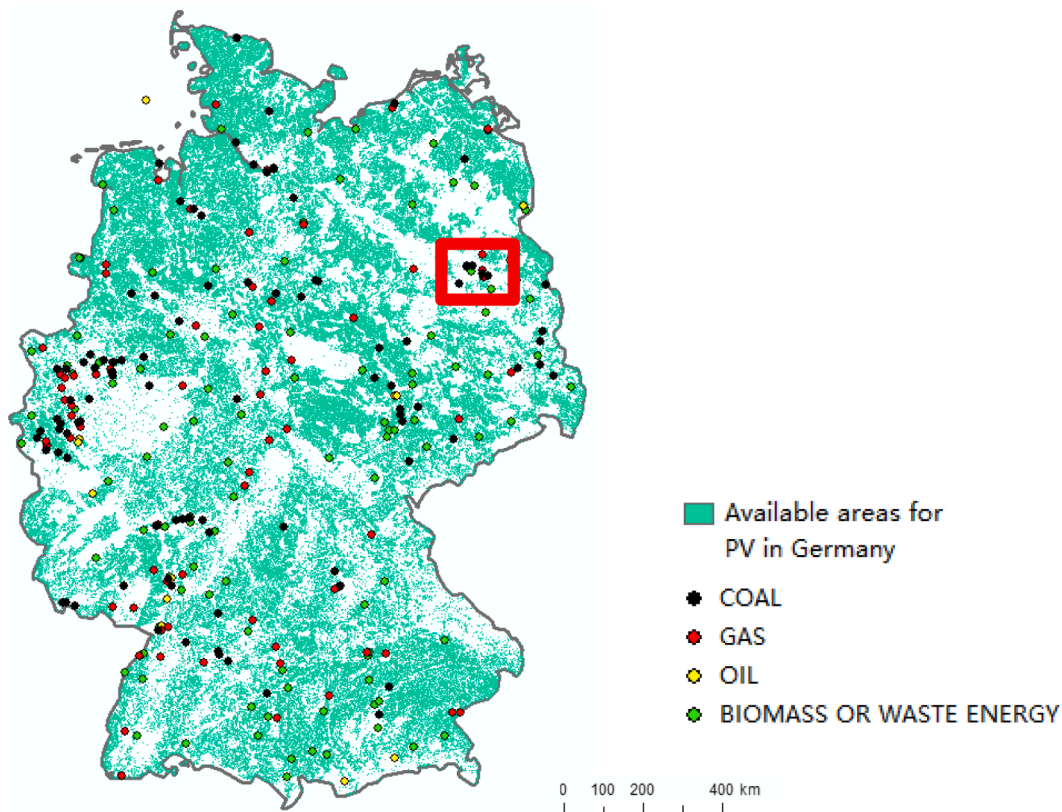 Available areas for
PV in Germany
COAL
GAS
OIL
BIOMASS OR WASTE ENERGY
0 100 200 400 km